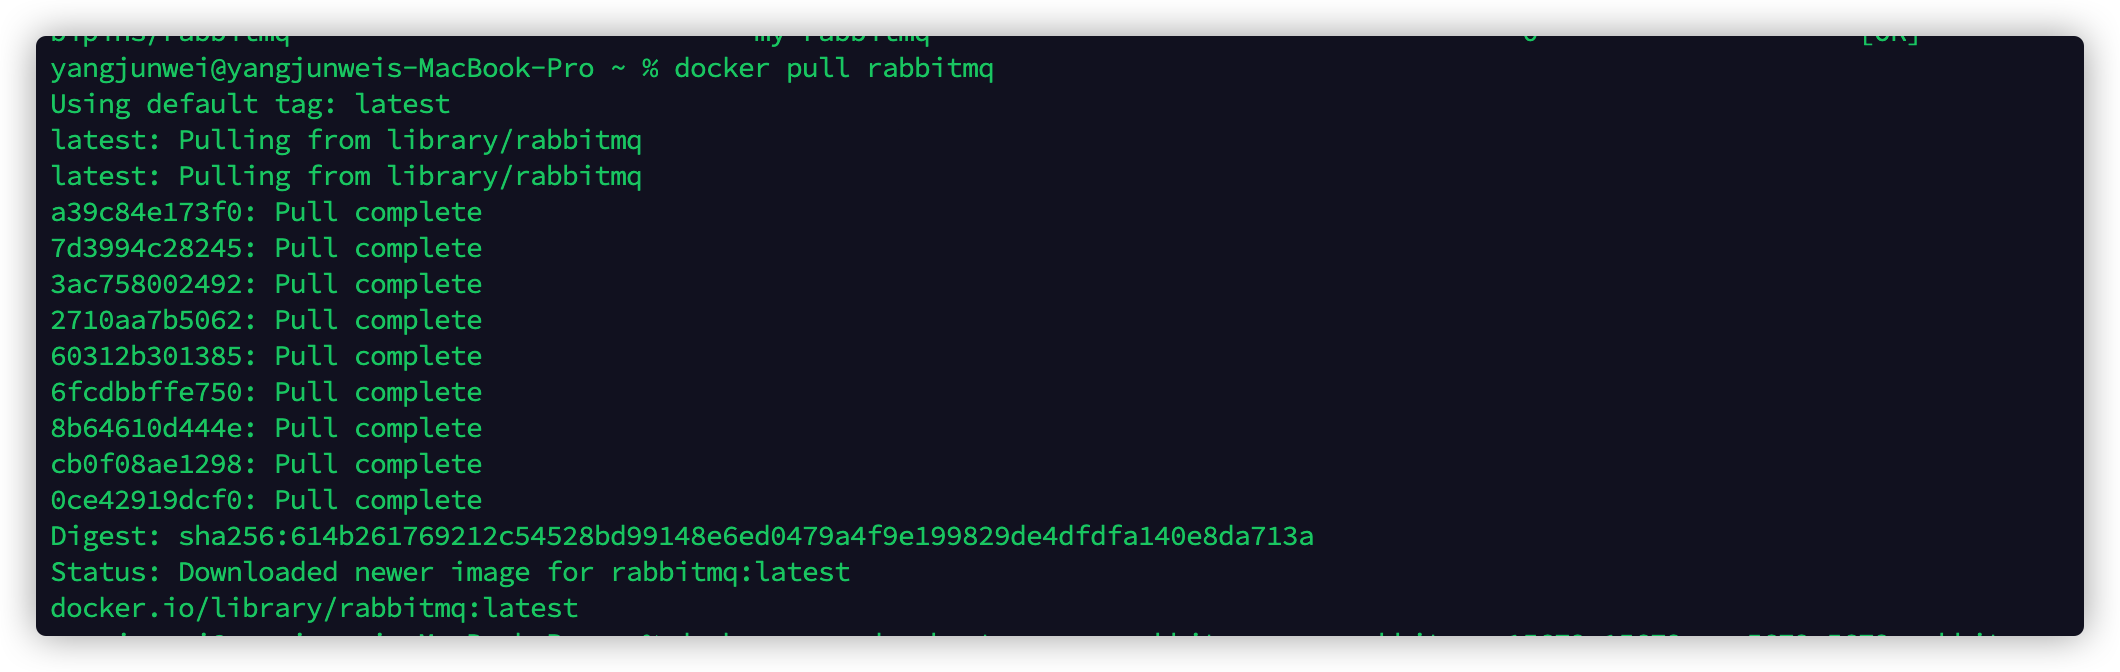 bipins/rabbitmq my rabbitmq 0 [OK]
yangjunwei@yangjunweis-MacBook-Pro ~ % docker pull rabbitmq
Using default tag: latest
latest: Pulling from library/rabbitmq
latest: Pulling from library/rabbitmq
a39c84e173f0: Pull complete
7d3994c28245: Pull complete
3ac758002492: Pull complete
2710aa7b5062: Pull complete
60312b301385: Pull complete
6fcdbbffe750: Pull complete
8b64610d444e: Pull complete
cb0f08ae1298: Pull complete
0ce42919dcf0: Pull complete
Digest: sha256:614b261769212c54528bd99148e6ed0479a4f9e199829de4dfdfa140e8da713a
Status: Downloaded newer image for rabbitmq:latest
docker.io/library/rabbitmq:latest